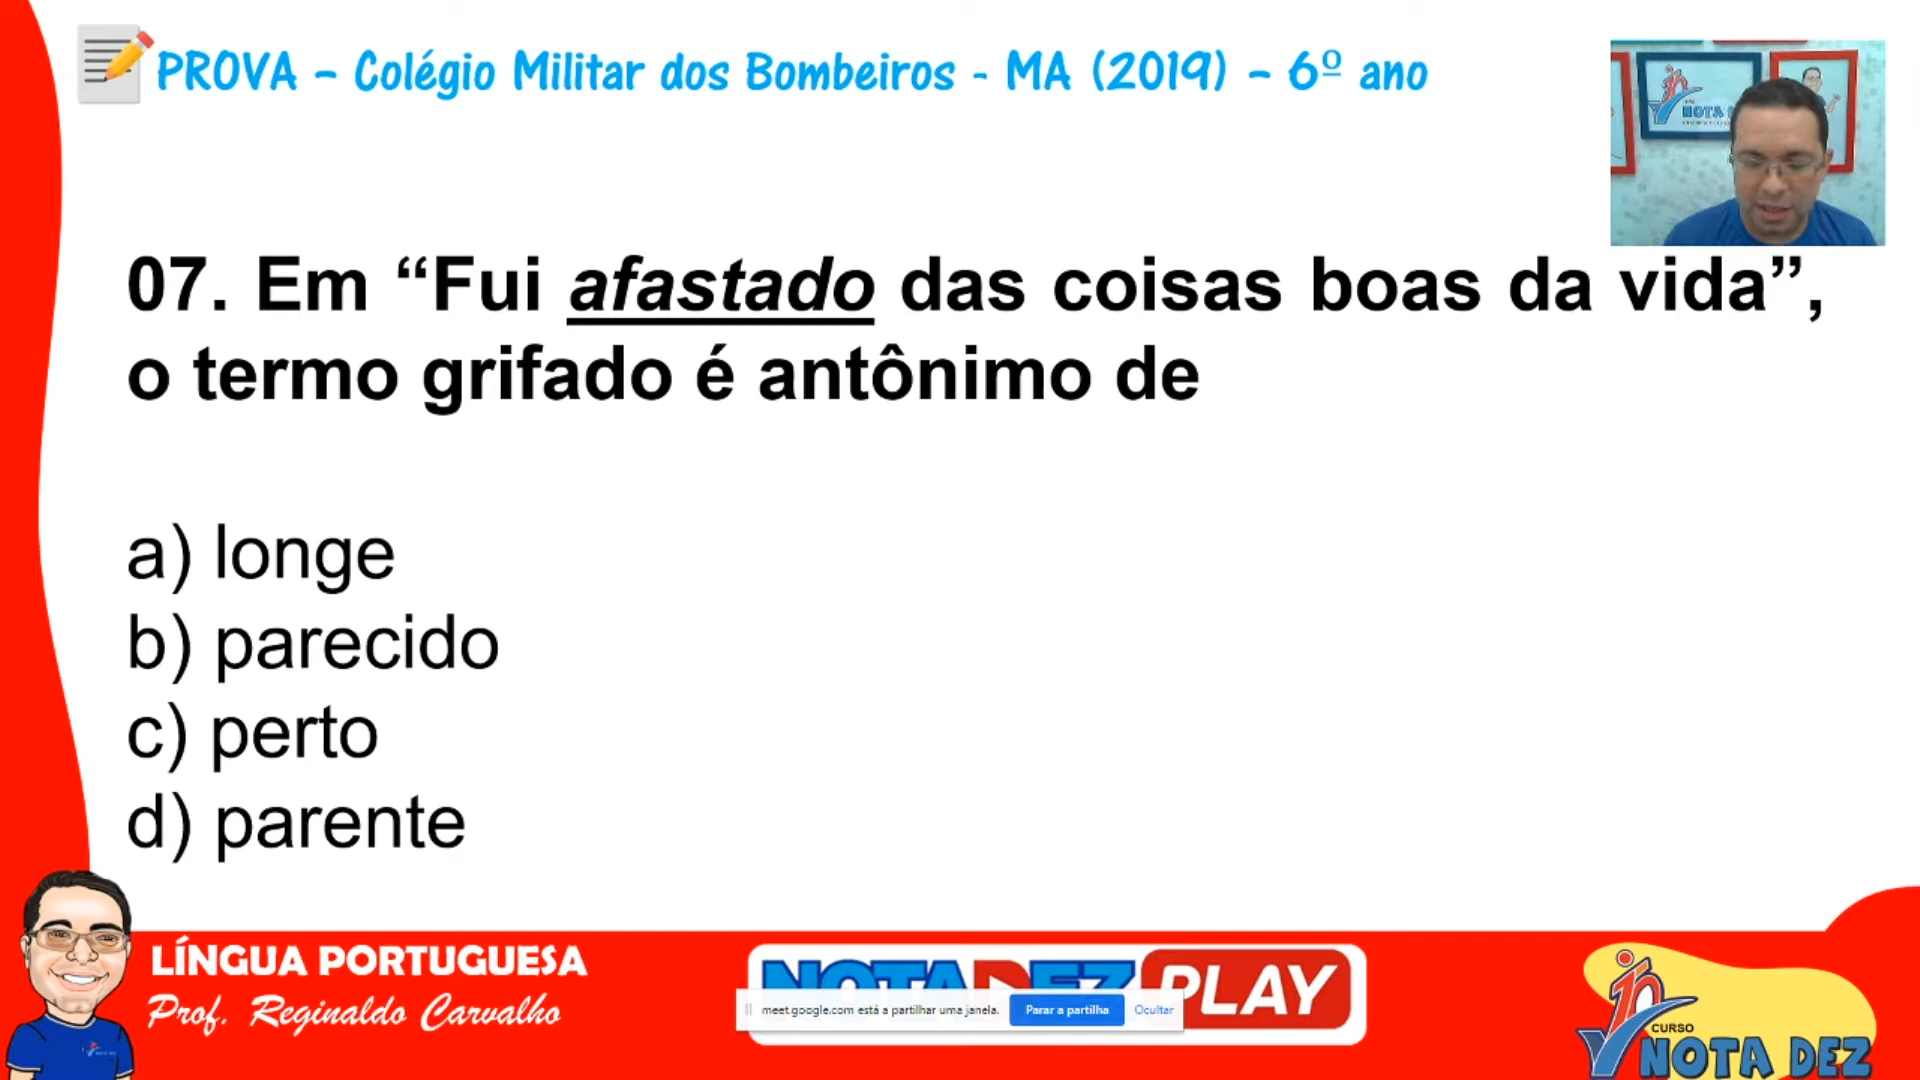 PROVA – Colégio Militar dos Bombeiros - MA (2019) – 6º ano
07. Em “Fui afastado das coisas boas da vida”,
o termo grifado é antônimo de
a) longe
b) parecido
c) perto
d) parente
LÍNGUA PORTUGUESA
Prof. Reginaldo Carvalho
NOTA DEZ PLAY
meet.google.com está a partilhar uma janela. Parar a partilha Ocultar
CURSO
NOTA DEZ